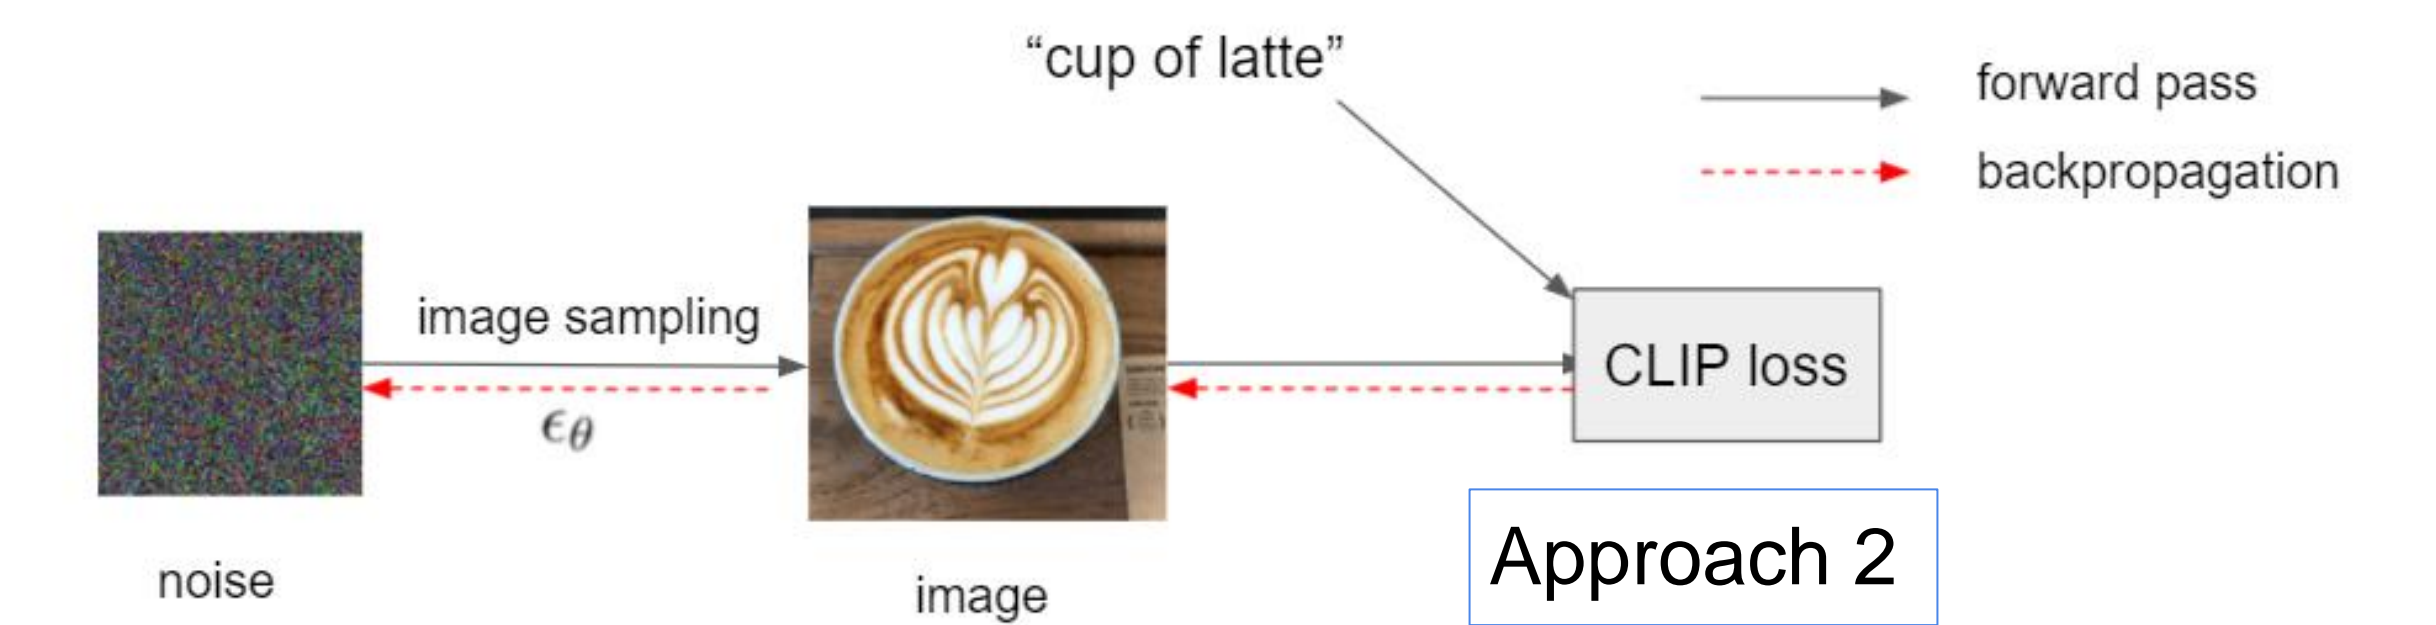 “cup of latte”
forward pass
backpropagation
image sampling
ϵθ
CLIP loss
noise
image
Approach 2